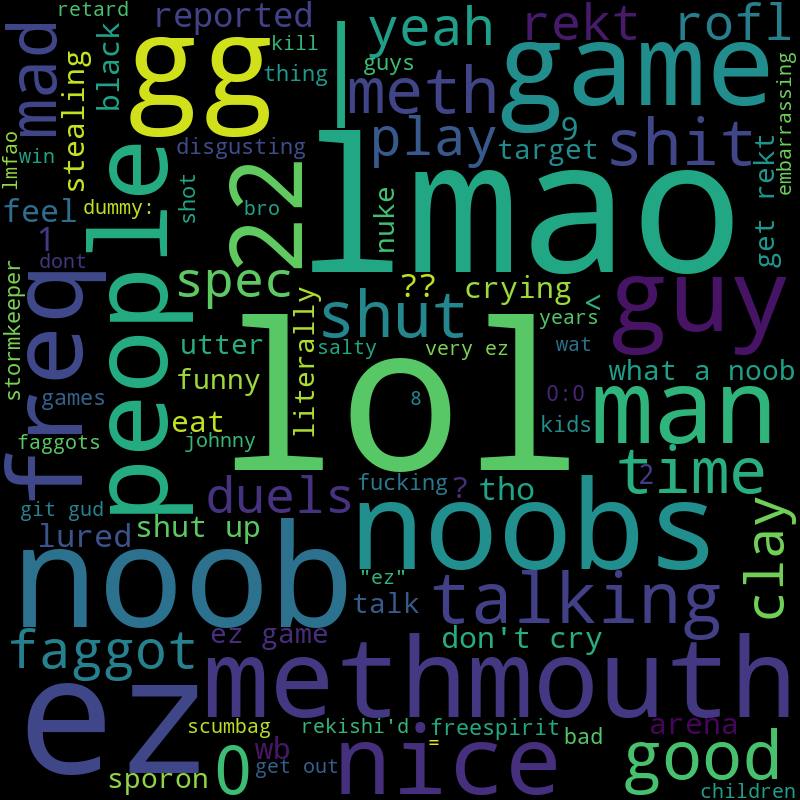 retard
reported
yeah
rekt
rofl
mad
black
gg
kill
|
guys
game
embarrassing
stealing
thing
meth
lmfao
win
disgusting
play
9
target
shit
get rekt
people
22
lmao
feel
dummy:
shot
bro
nuke
1
dont
freq
spec
??
crying
<
guy
stormkeeper
literally
shut
years
utter
salty
very ez
wat
funny
lol
what a noob
games
8
0:0
man
eat
kids
faggots
johnny
time
fucking
?
tho
2
git gud
duels
noobs
clay
lured
shut up
noob
"ez"
talk
talking
faggot
ez game
don't cry
methmouth
ez
scumbag
rekishi'd
freespirit
arena
0
wb
=
bad
good
get out
nice
sporon
children